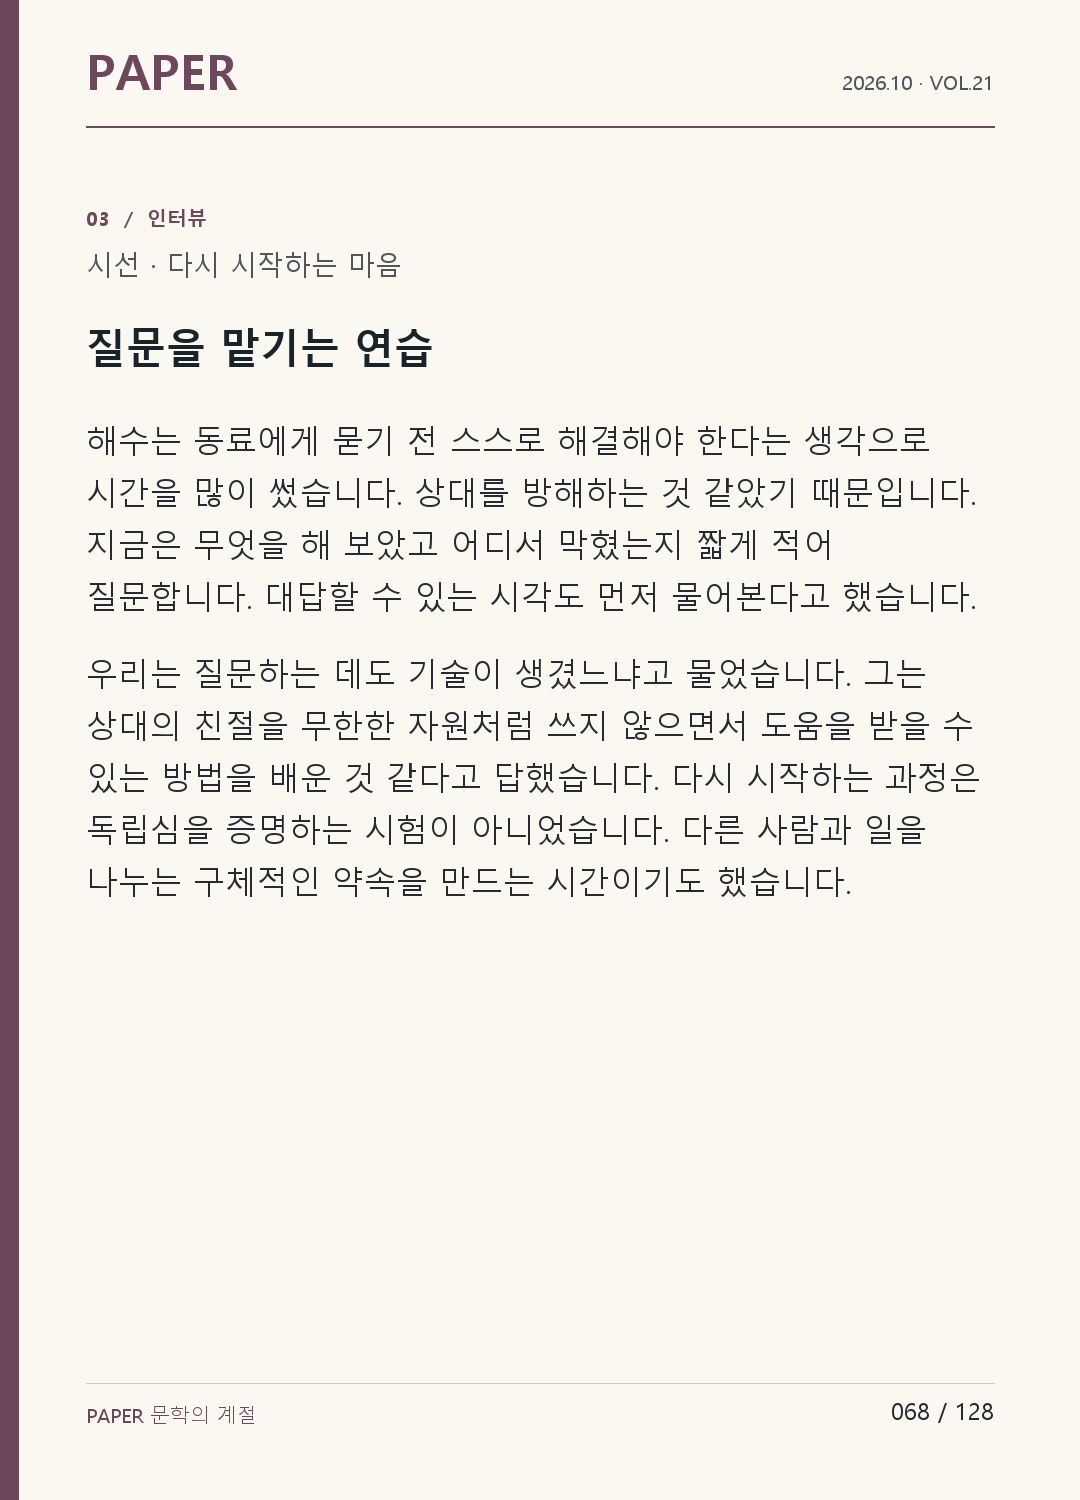 PAPER
2026.10 · VOL.21
03 / 인터뷰
시선 · 다시 시작하는 마음
질문을 맡기는 연습
해수는 동료에게 묻기 전 스스로 해결해야 한다는 생각으로
시간을 많이 썼습니다. 상대를 방해하는 것 같았기 때문입니다.
지금은 무엇을 해 보았고 어디서 막혔는지 짧게 적어
질문합니다. 대답할 수 있는 시각도 먼저 물어본다고 했습니다.
우리는 질문하는 데도 기술이 생겼느냐고 물었습니다. 그는
상대의 친절을 무한한 자원처럼 쓰지 않으면서 도움을 받을 수
있는 방법을 배운 것 같다고 답했습니다. 다시 시작하는 과정은
독립심을 증명하는 시험이 아니었습니다. 다른 사람과 일을
나누는 구체적인 약속을 만드는 시간이기도 했습니다.
PAPER 문학의 계절
068 / 128